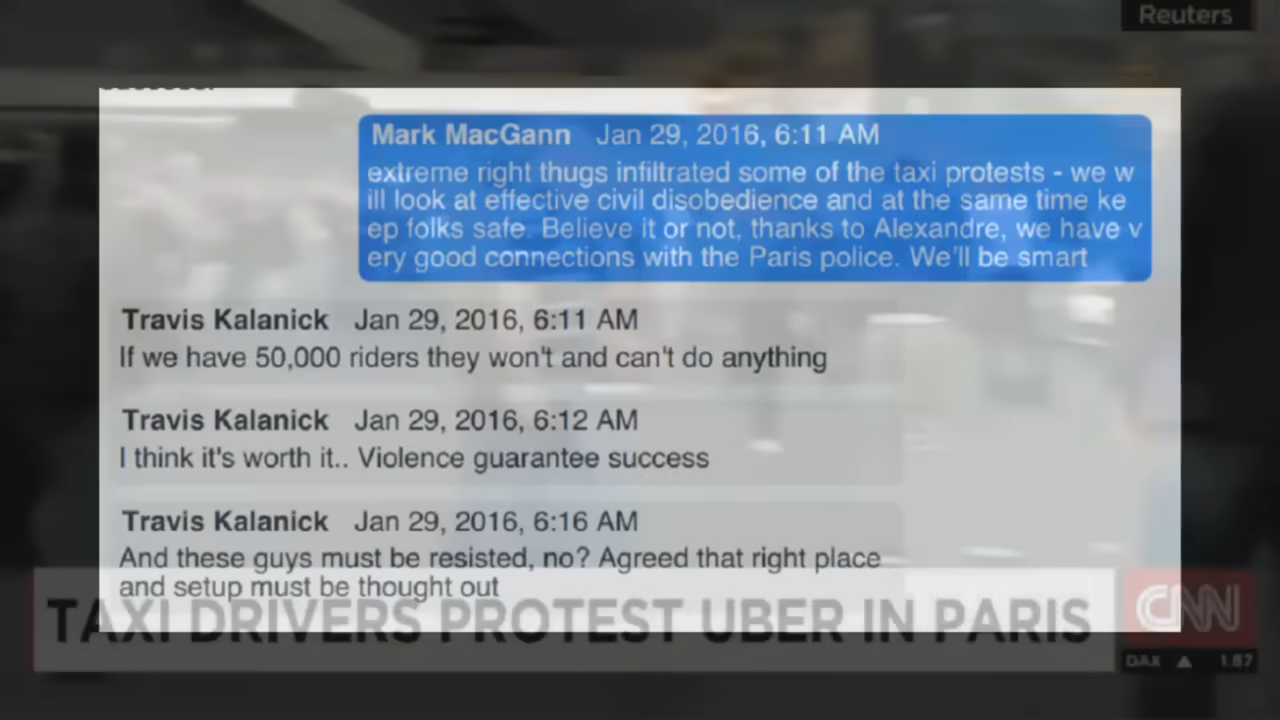 Reuters
success.
Mark MacGann Jan 29, 2016, 6:11 AM
extreme right thugs infiltrated some of the taxi protests - we w
ill look at effective civil disobedience and at the same time ke
ep folks safe. Believe it or not, thanks to Alexandre, we have v
ery good connections with the Paris police. We'll be smart
Travis Kalanick Jan 29, 2016, 6:11 AM
If we have 50,000 riders they won't and can't do anything
Travis Kalanick Jan 29, 2016, 6:12 AM
I think it's worth it.. Violence guarantee success
Travis Kalanick Jan 29, 2016, 6:16 AM
And these guys must be resisted, no? Agreed that right place
and setup must be thought out
TAXI DRIVERS PROTEST UBER IN PARIS
CNN
DAX ▲ 1.67